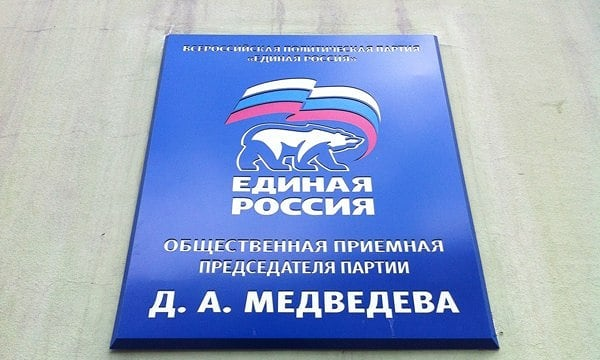 ВСЕРОССИЙСКАЯ ПОЛИТИЧЕСКАЯ ПАРТИЯ
«ЕДИНАЯ РОССИЯ»
ЕДИНАЯ
РОССИЯ
ОБЩЕСТВЕННАЯ ПРИЕМНАЯ
ПРЕДСЕДАТЕЛЯ ПАРТИИ
Д. А. МЕДВЕДЕВА